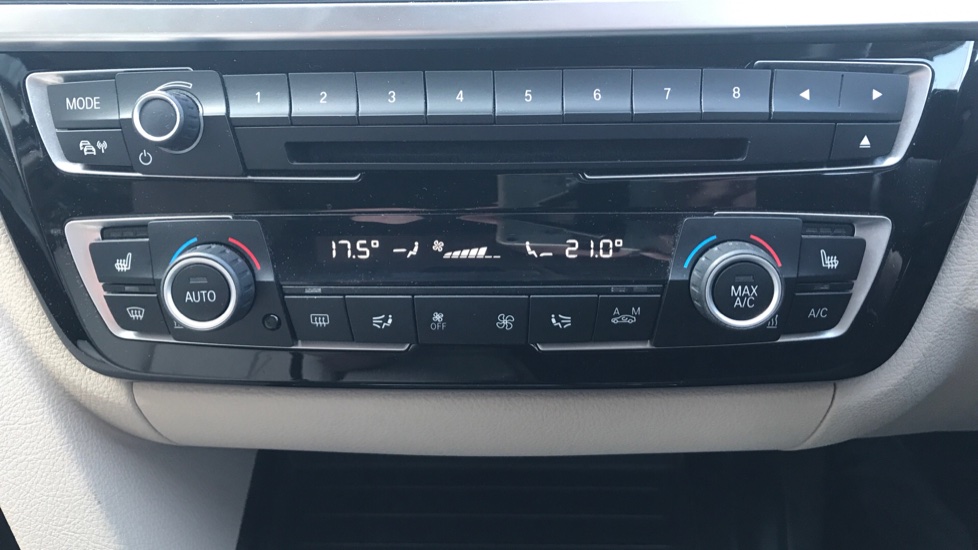 MODE 1 2 3 4 5 6 7 8
17.5° 21.0°
AUTO MAX
A/C
OFF A M A/C